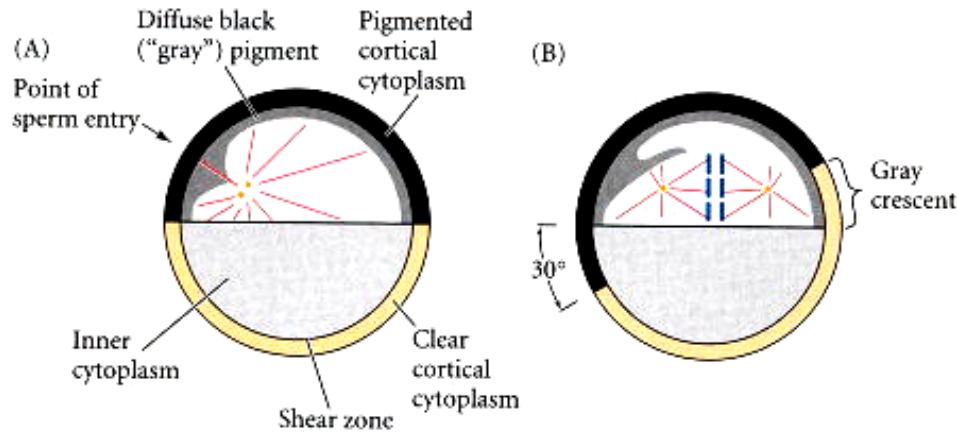 (A)
Diffuse black
(“gray”) pigment
Pigmented
cortical
cytoplasm
Point of
sperm entry
Inner
cytoplasm
Shear zone
Clear
cortical
cytoplasm
(B)
Gray
crescent
30°